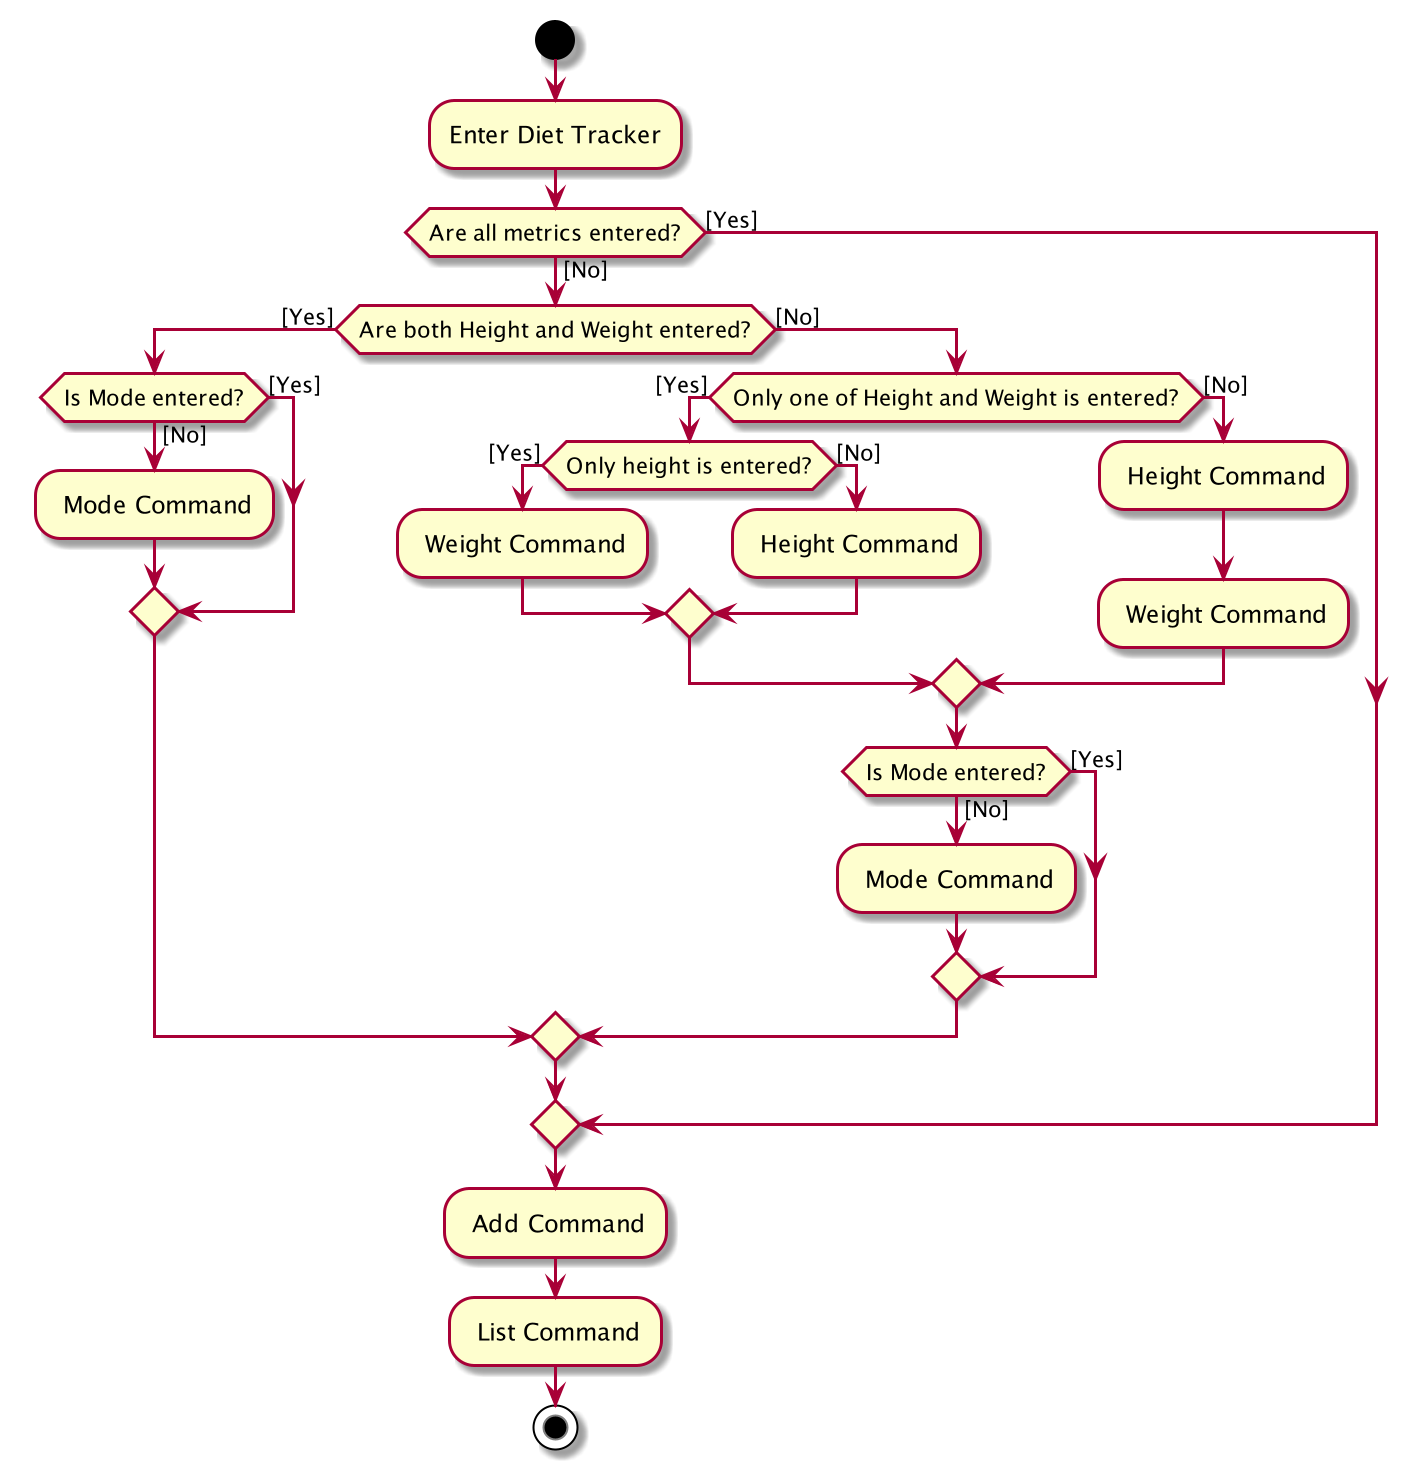 Enter Diet Tracker
Are all metrics entered?
[Yes]
[No]
[Yes]
Are both Height and Weight entered?
[No]
Is Mode entered?
[Yes]
[No]
Mode Command
[Yes]
Only one of Height and Weight is entered?
[No]
[Yes]
Only height is entered?
[No]
Weight Command
Height Command
Height Command
Weight Command
Is Mode entered?
[Yes]
[No]
Mode Command
Add Command
List Command